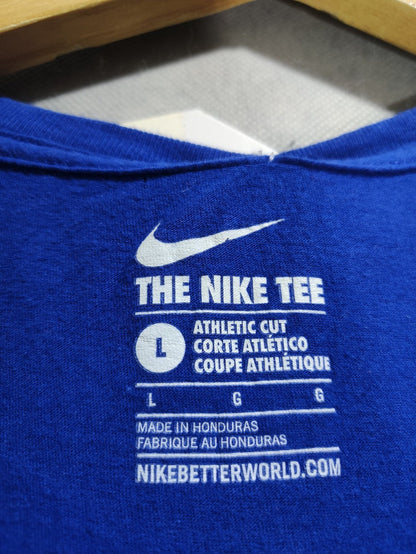 THE NIKE TEE
L
ATHLETIC CUT
CORTE ATLÉTICO
COUPE ATHLÉTIQUE
L G G
MADE IN HONDURAS
FABRIQUE AU HONDURAS
NIKEBETTERWORLD.COM